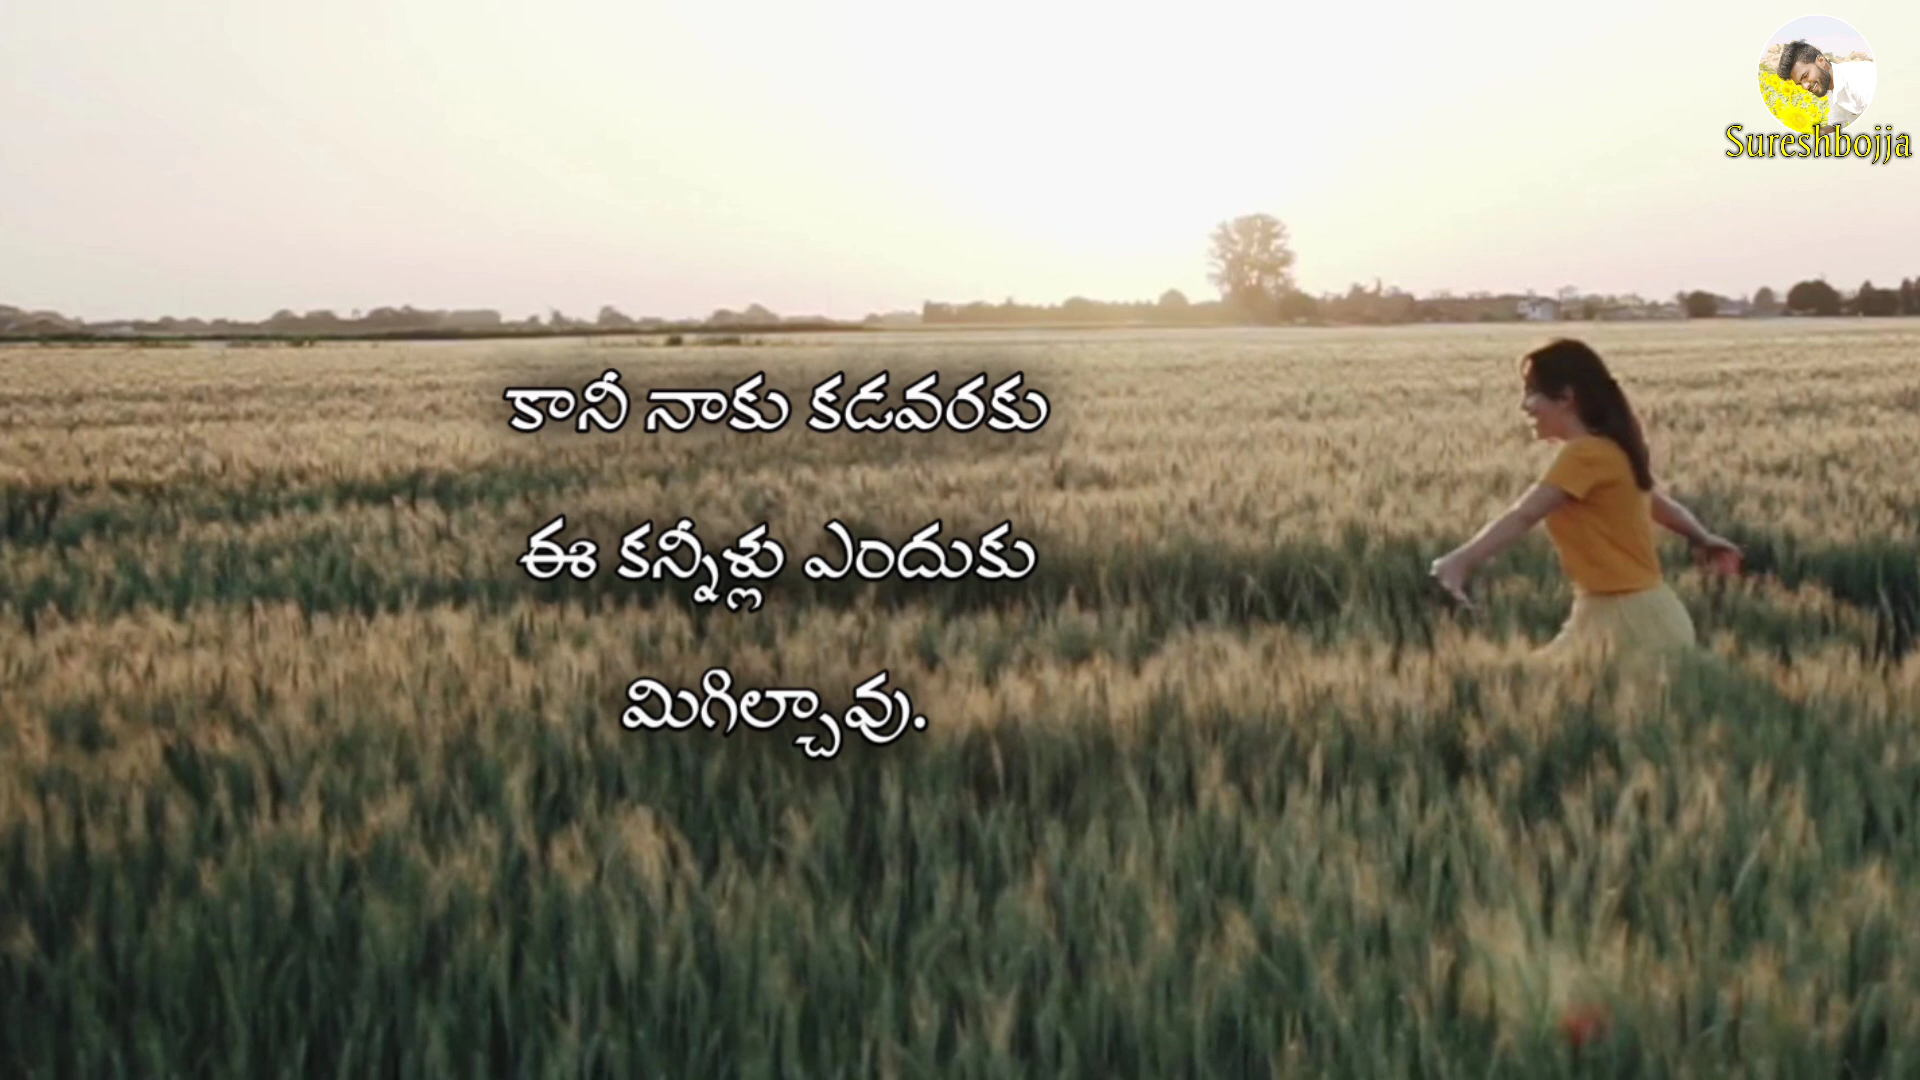 Sureshbojja
కానీ నాకు కడవరకు
ఈ కన్నీళ్లు ఎందుకు
మిగిల్చావు.